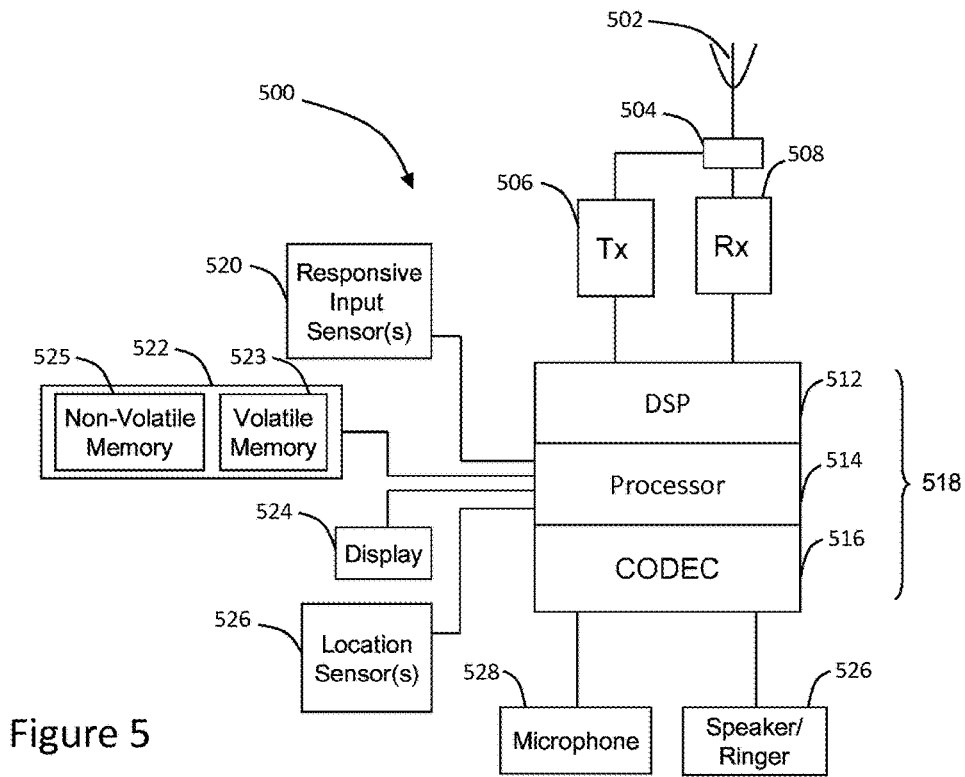 502
500
504
508
506
Tx
Rx
520
Responsive
Input
Sensor(s)
525
522
523
Non-Volatile
Memory
Volatile
Memory
DSP
512
Processor
514
518
524
Display
CODEC
516
526
Location
Sensor(s)
528
526
Microphone
Speaker/
Ringer
Figure 5